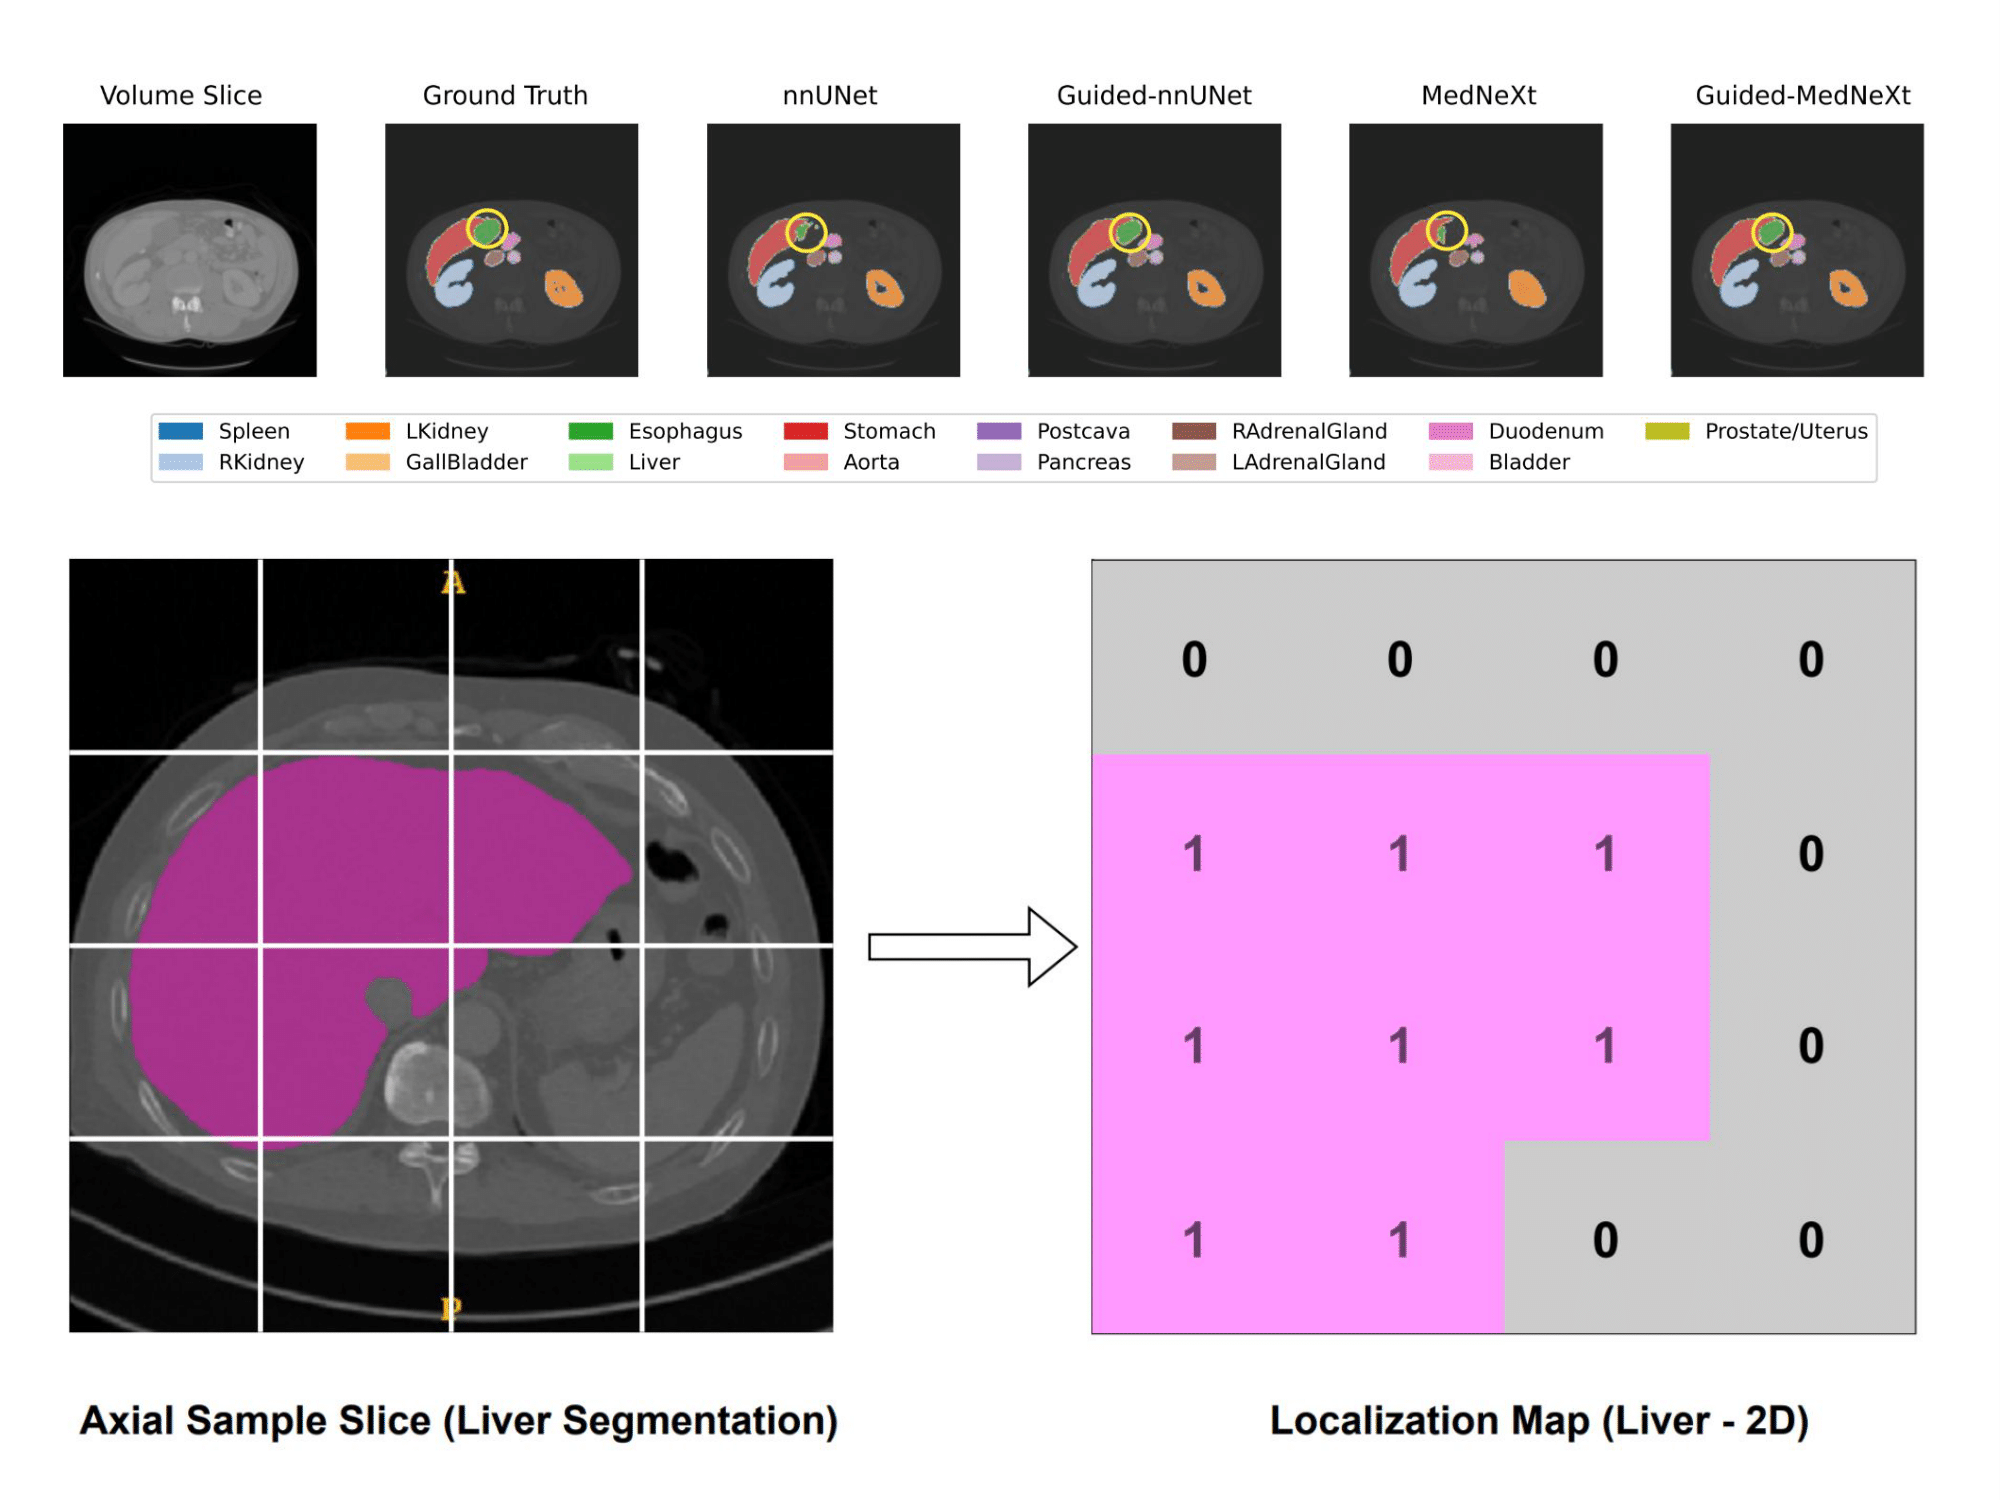 Volume Slice Ground Truth nnUNet Guided-nnUNet MedNeXt Guided-MedNeXt
Spleen LKidney Esophagus Stomach Postcava RAdrenalGland Duodenum Prostate/Uterus
RKidney GallBladder Liver Aorta Pancreas LAdrenalGland Bladder
A
P
0 0 0 0
1 1 1 0
1 1 1 0
1 1 0 0
Axial Sample Slice (Liver Segmentation)
Localization Map (Liver - 2D)